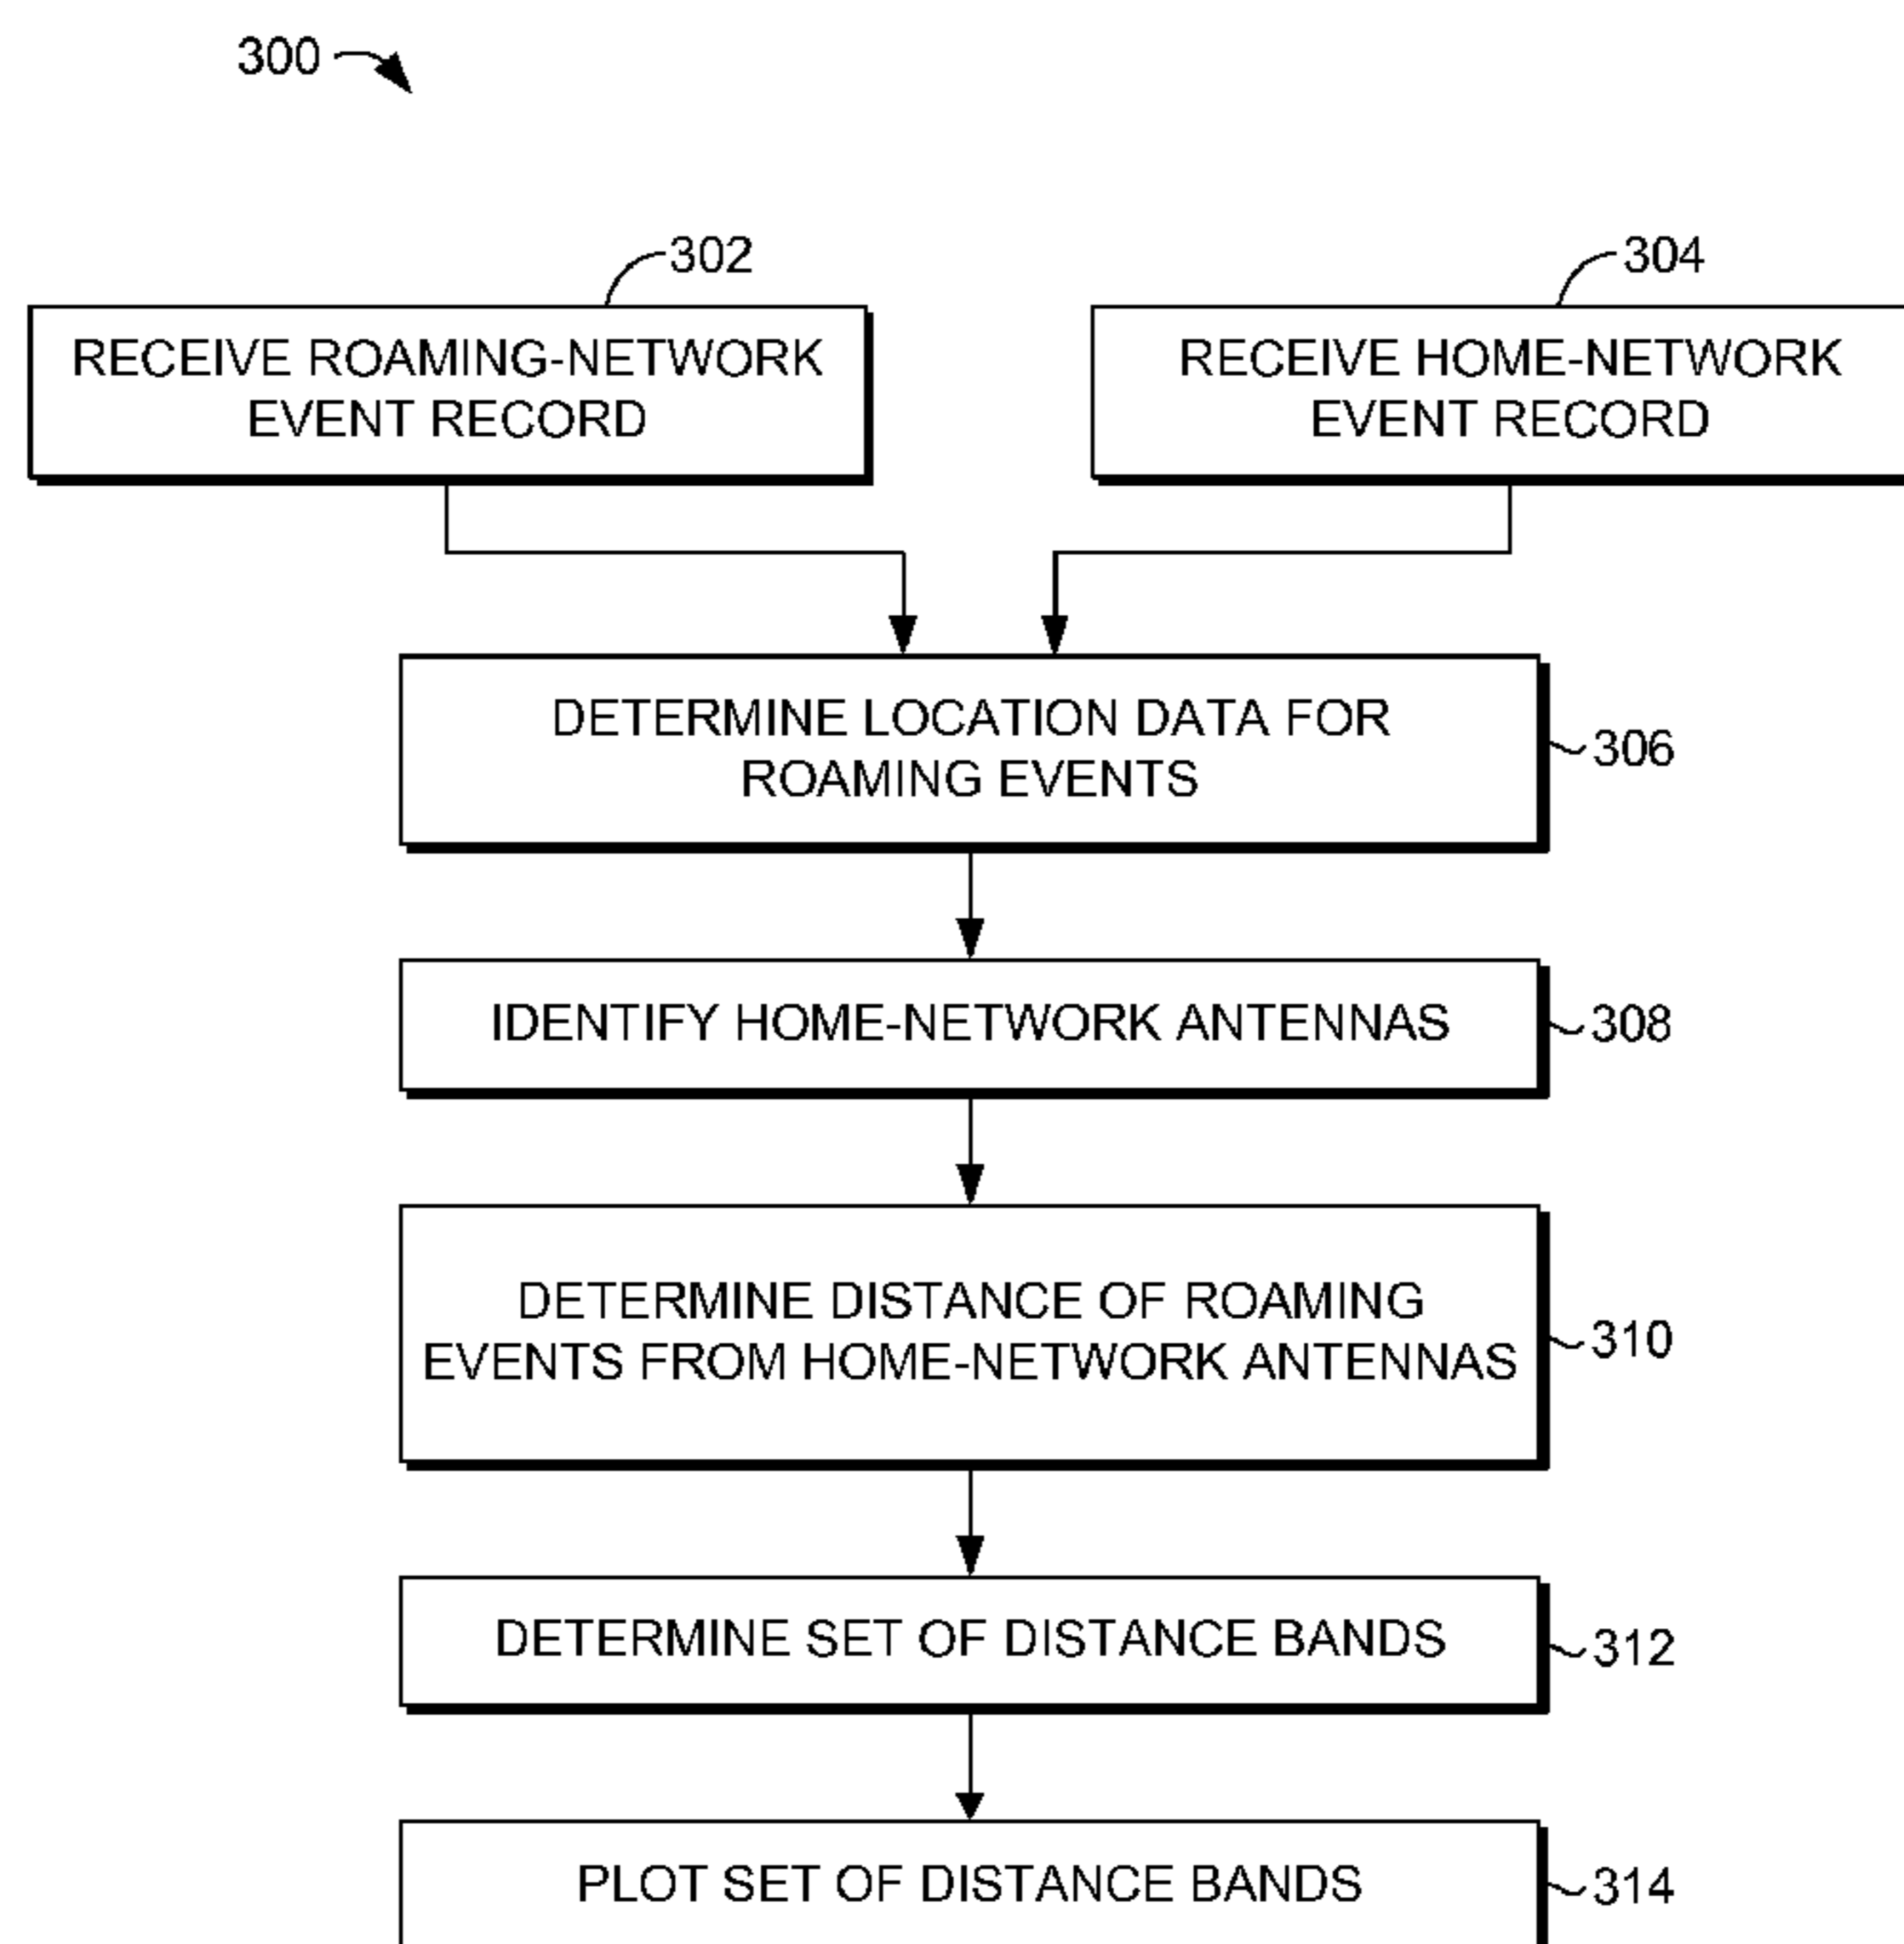 300
302
304
RECEIVE ROAMING-NETWORK
EVENT RECORD
RECEIVE HOME-NETWORK
EVENT RECORD
DETERMINE LOCATION DATA FOR
ROAMING EVENTS
306
IDENTIFY HOME-NETWORK ANTENNAS
308
DETERMINE DISTANCE OF ROAMING
EVENTS FROM HOME-NETWORK ANTENNAS
310
DETERMINE SET OF DISTANCE BANDS
312
PLOT SET OF DISTANCE BANDS
314